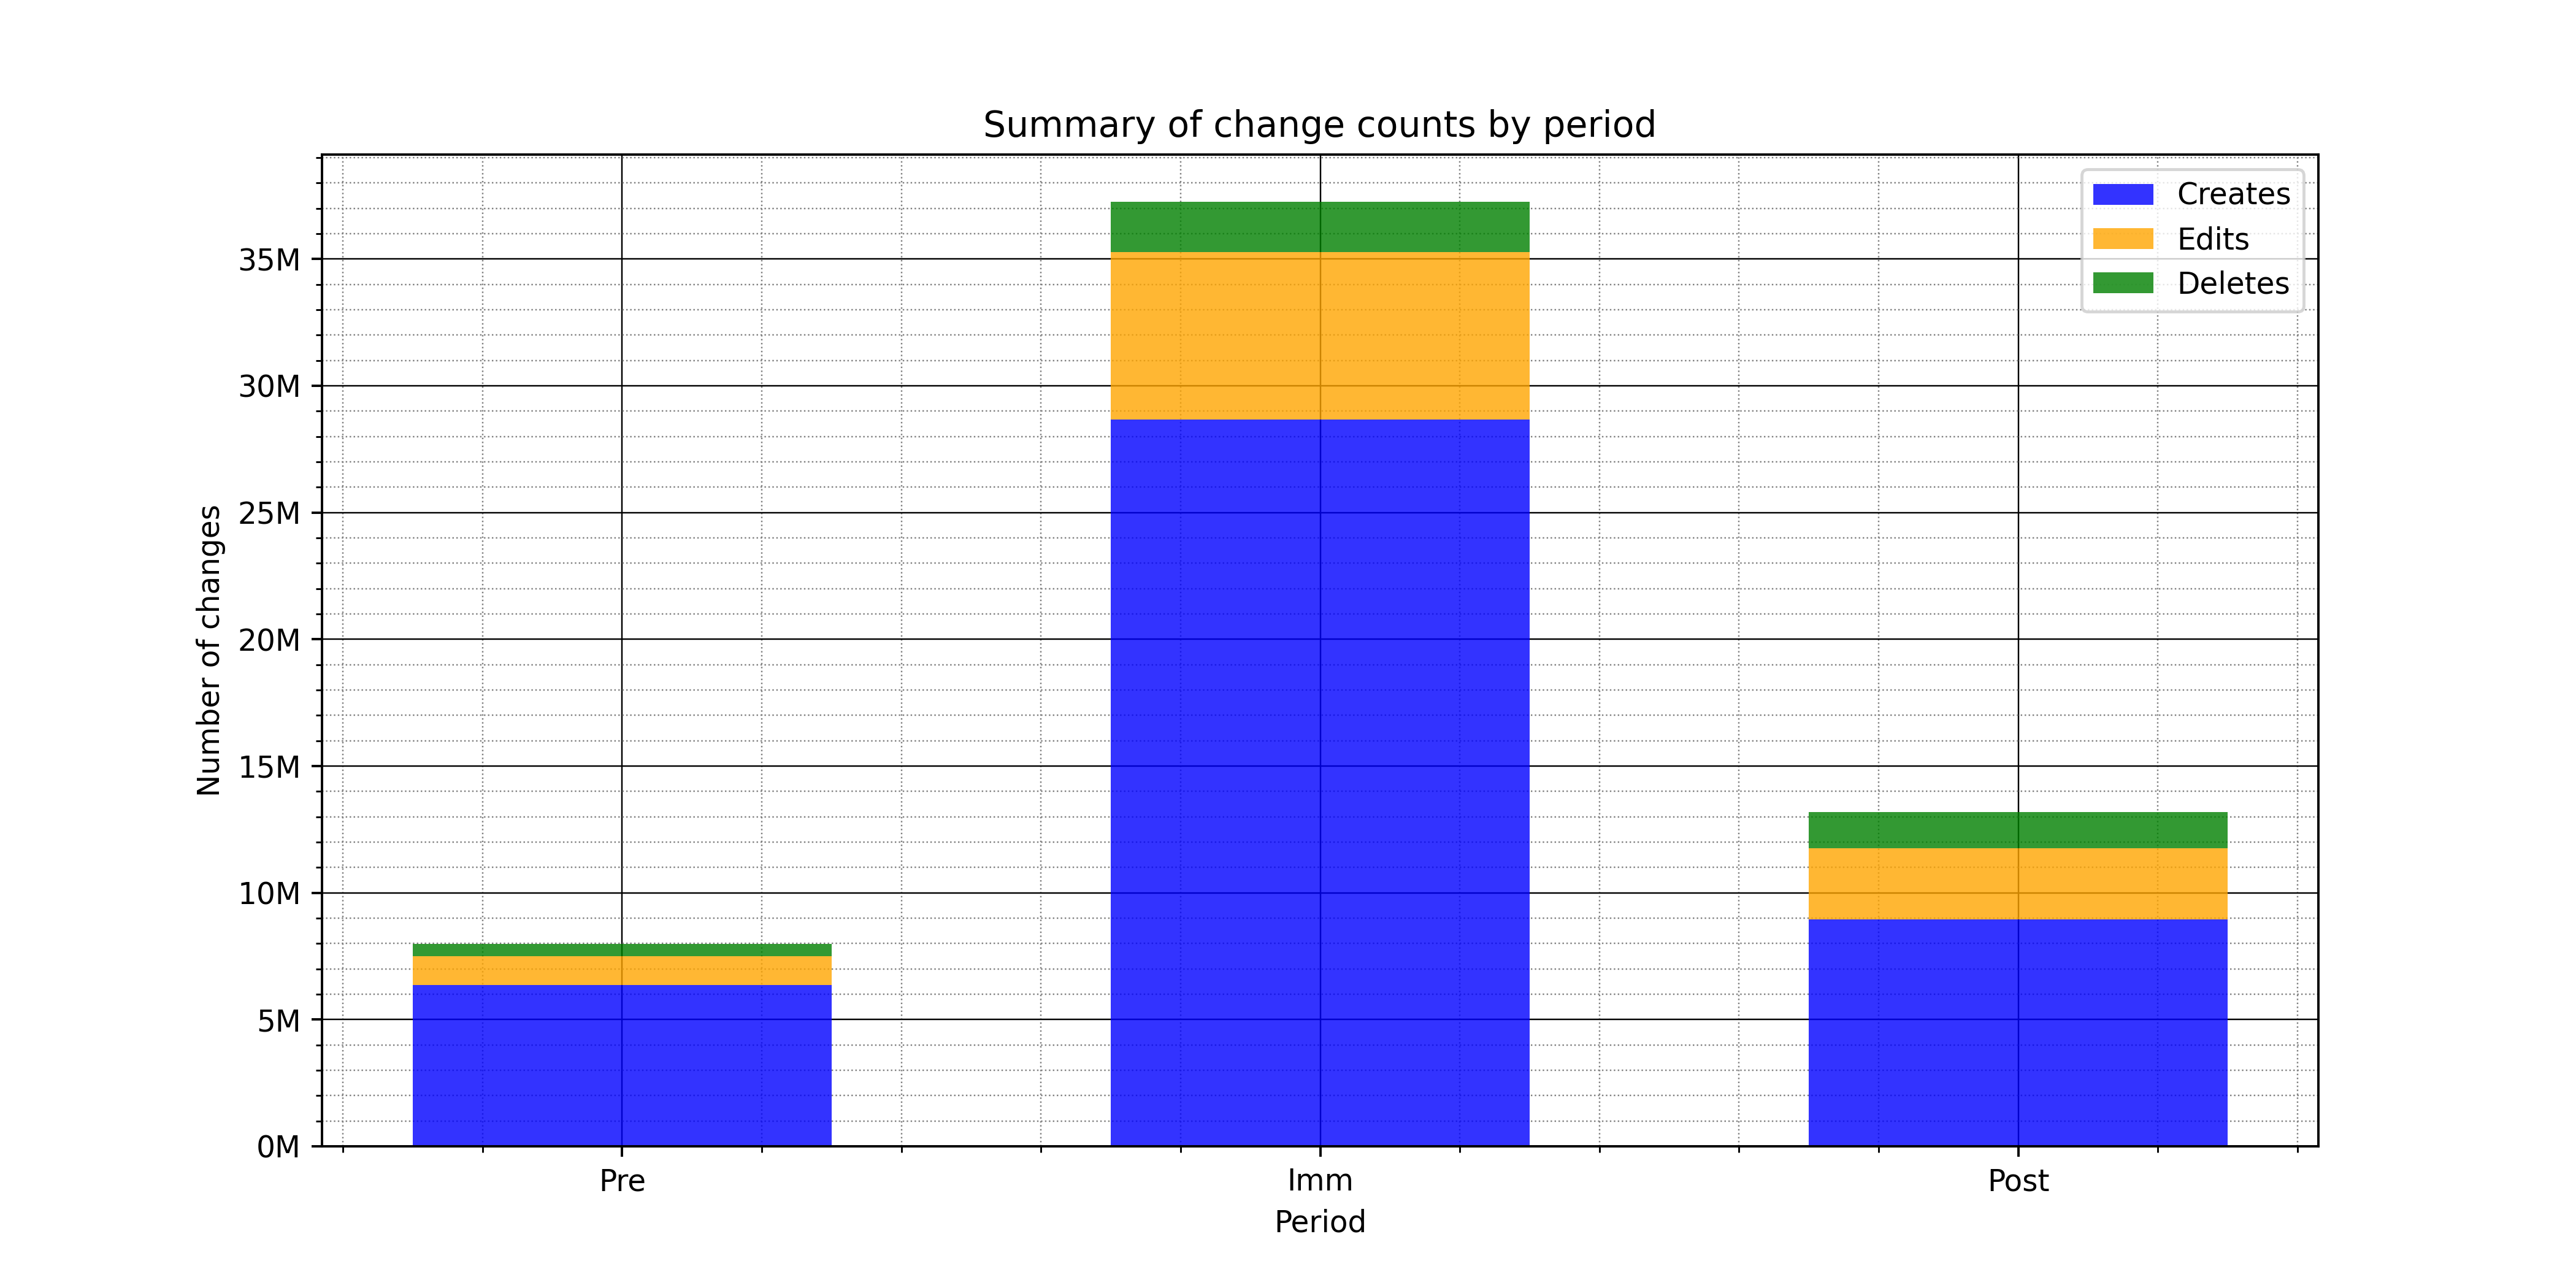 Summary of change counts by period
Creates
Edits
Deletes
35M
30M
25M
20M
15M
10M
5M
0M
Number of changes
Pre
Imm
Post
Period